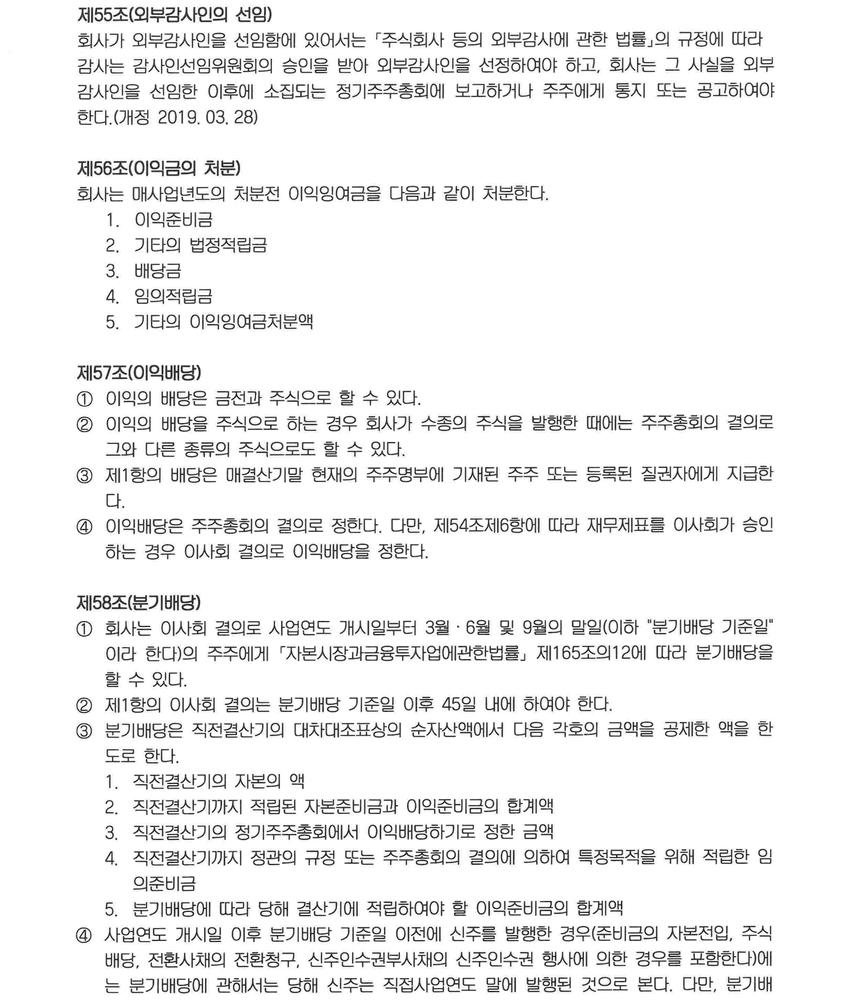 제55조(외부감사인의 선임)
회사가 외부감사인을 선임함에 있어서는 「주식회사 등의 외부감사에 관한 법률」의 규정에 따라
감사는 감사인선임위원회의 승인을 받아 외부감사인을 선정하여야 하고, 회사는 그 사실을 외부
감사인을 선임한 이후에 소집되는 정기주주총회에 보고하거나 주주에게 통지 또는 공고하여야
한다.(개정 2019. 03. 28)
제56조(이익금의 처분)
회사는 매사업년도의 처분전 이익잉여금을 다음과 같이 처분한다.
1. 이익준비금
2. 기타의 법정적립금
3. 배당금
4. 임의적립금
5. 기타의 이익잉여금처분액
제57조(이익배당)
① 이익의 배당은 금전과 주식으로 할 수 있다.
② 이익의 배당을 주식으로 하는 경우 회사가 수종의 주식을 발행한 때에는 주주총회의 결의로
그와 다른 종류의 주식으로도 할 수 있다.
③ 제1항의 배당은 매결산기말 현재의 주주명부에 기재된 주주 또는 등록된 질권자에게 지급한
다.
④ 이익배당은 주주총회의 결의로 정한다. 다만, 제54조제6항에 따라 재무제표를 이사회가 승인
하는 경우 이사회 결의로 이익배당을 정한다.
제58조(분기배당)
① 회사는 이사회 결의로 사업연도 개시일부터 3월ㆍ6월 및 9월의 말일(이하 "분기배당 기준일"
이라 한다)의 주주에게 「자본시장과금융투자업에관한법률」 제165조의12에 따라 분기배당을
할 수 있다.
② 제1항의 이사회 결의는 분기배당 기준일 이후 45일 내에 하여야 한다.
③ 분기배당은 직전결산기의 대차대조표상의 순자산액에서 다음 각호의 금액을 공제한 액을 한
도로 한다.
1. 직전결산기의 자본의 액
2. 직전결산기까지 적립된 자본준비금과 이익준비금의 합계액
3. 직전결산기의 정기주주총회에서 이익배당하기로 정한 금액
4. 직전결산기까지 정관의 규정 또는 주주총회의 결의에 의하여 특정목적을 위해 적립한 임
의준비금
5. 분기배당에 따라 당해 결산기에 적립하여야 할 이익준비금의 합계액
④ 사업연도 개시일 이후 분기배당 기준일 이전에 신주를 발행한 경우(준비금의 자본전입, 주식
배당, 전환사채의 전환청구, 신주인수권부사채의 신주인수권 행사에 의한 경우를 포함한다)에
는 분기배당에 관해서는 당해 신주는 직접사업연도 말에 발행된 것으로 본다. 다만, 분기배